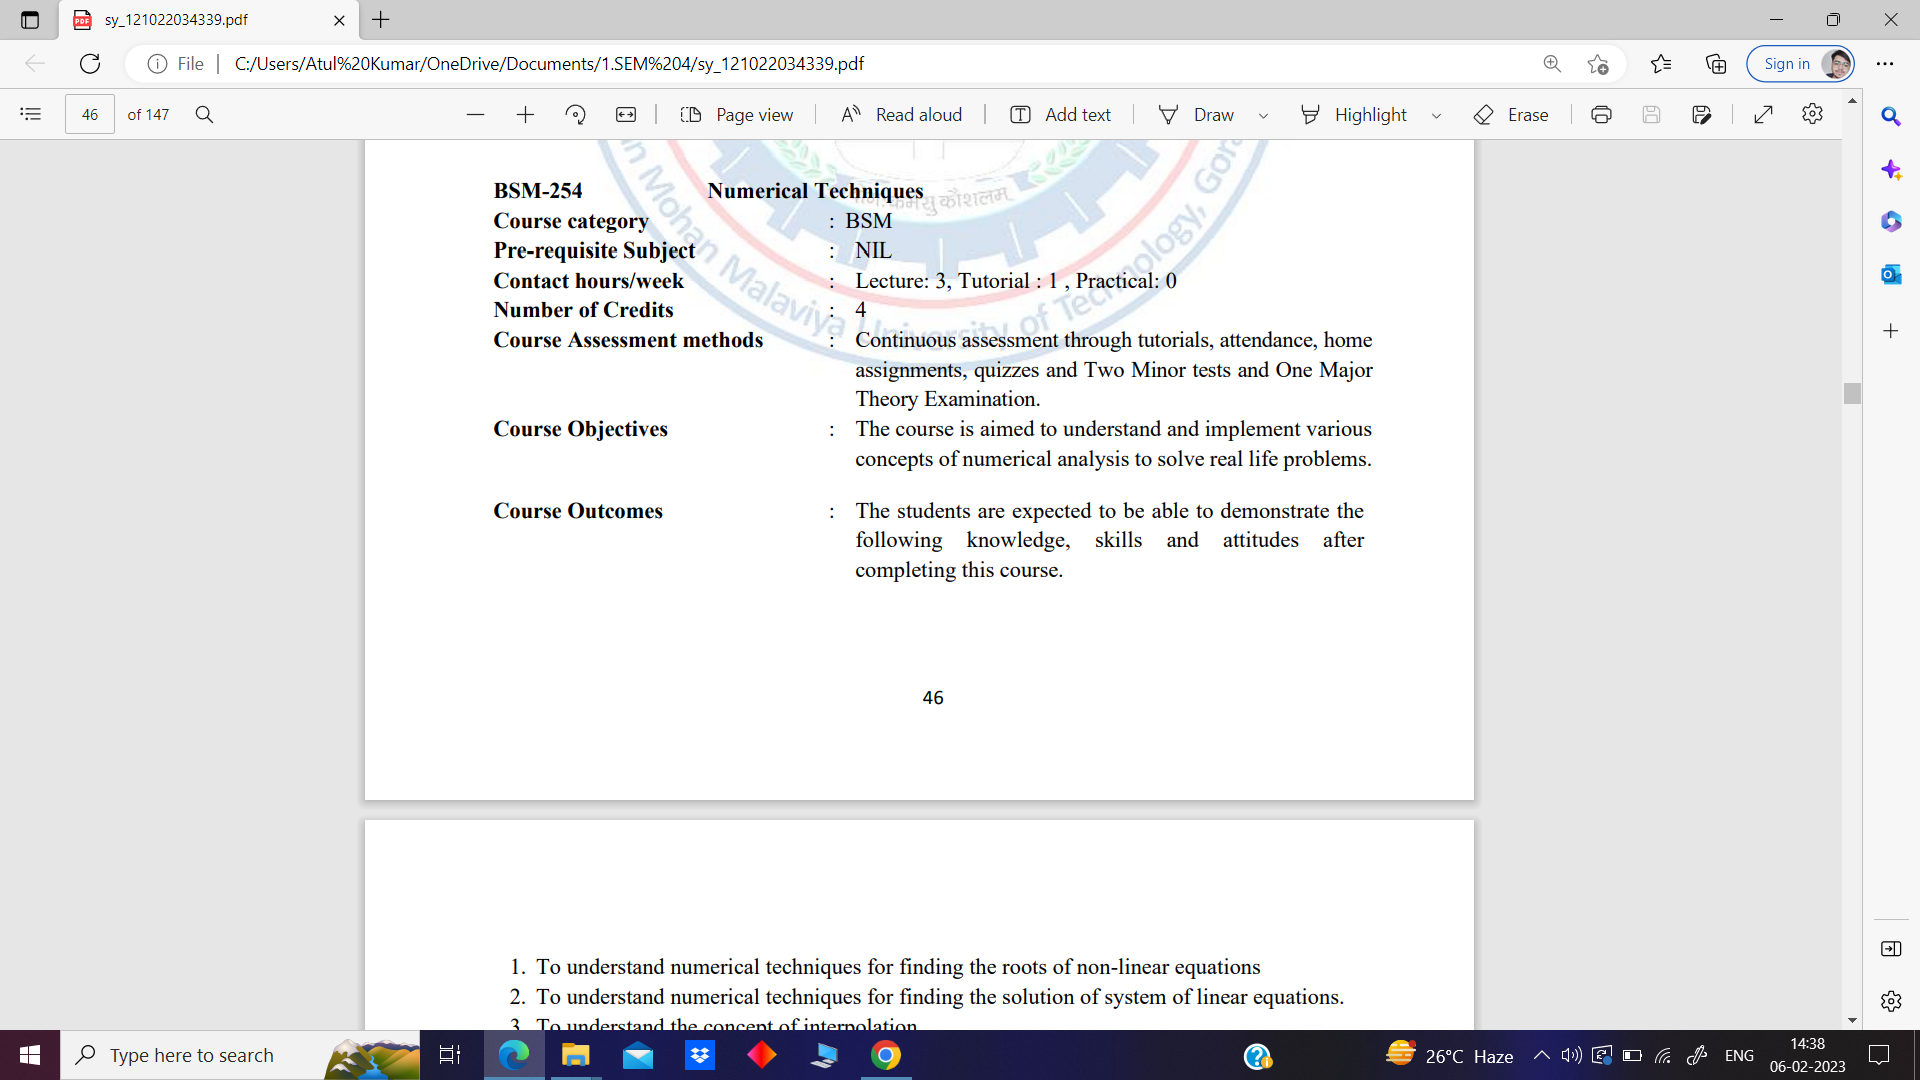 sy_121022034339.pdf
File
C:/Users/Atul%20Kumar/OneDrive/Documents/1.SEM%204/sy_121022034339.pdf
Sign in
46 of 147
Page view
Read aloud
Add text
Draw
Highlight
Erase
Mohan Malaviya University of Technology, Gora
कौशलम्
BSM-254 Numerical Techniques
Course category : BSM
Pre-requisite Subject : NIL
Contact hours/week : Lecture: 3, Tutorial : 1 , Practical: 0
Number of Credits : 4
Course Assessment methods : Continuous assessment through tutorials, attendance, home
assignments, quizzes and Two Minor tests and One Major
Theory Examination.
Course Objectives : The course is aimed to understand and implement various
concepts of numerical analysis to solve real life problems.
Course Outcomes : The students are expected to be able to demonstrate the
following knowledge, skills and attitudes after
completing this course.
46
1. To understand numerical techniques for finding the roots of non-linear equations
2. To understand numerical techniques for finding the solution of system of linear equations.
3. To understand the concept of interpolation
Type here to search
26°C Haze
ENG
14:38
06-02-2023